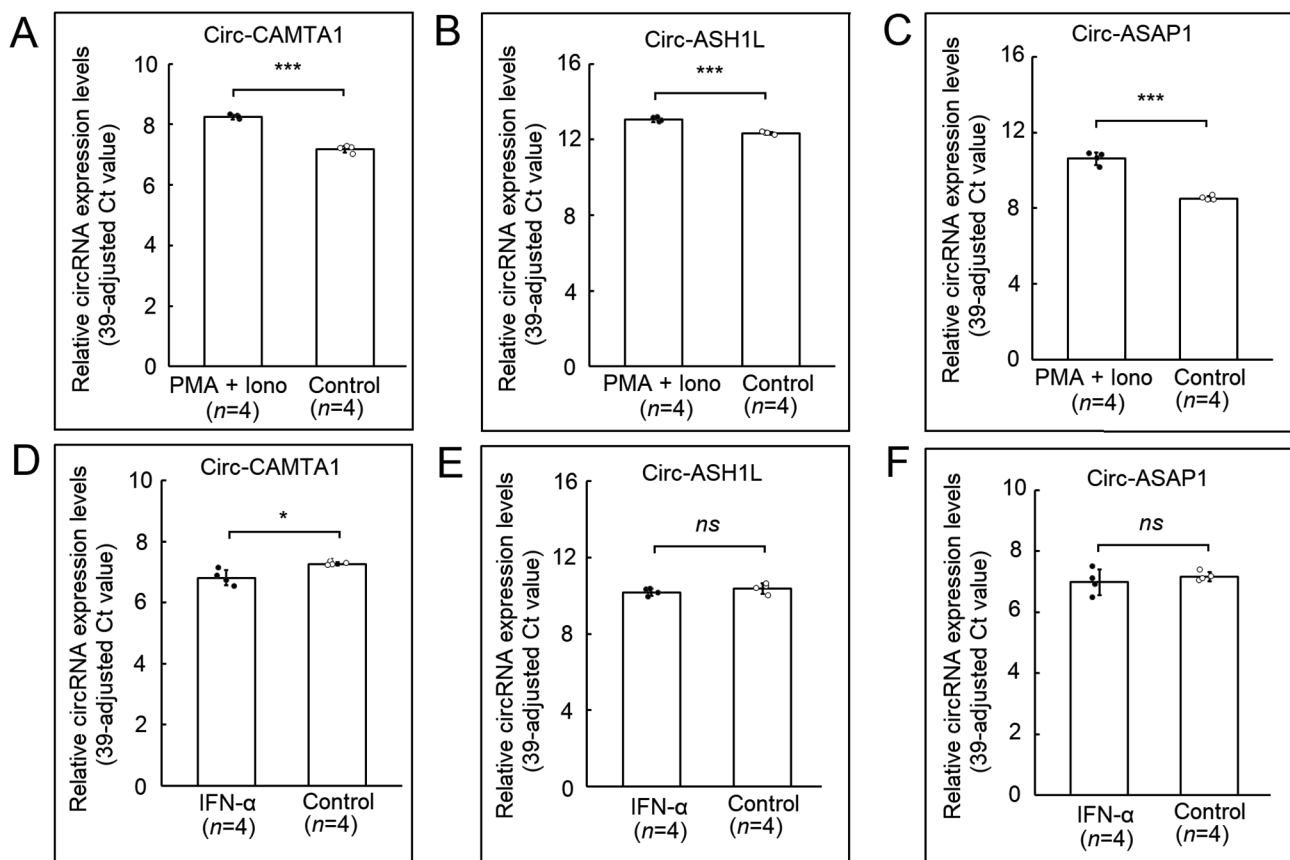 A
Circ-CAMTA1
Relative circRNA expression levels
(39-adjusted Ct value)
10
8
6
4
2
0
***
PMA + Iono
(n=4)
Control
(n=4)
B
Circ-ASH1L
Relative circRNA expression levels
(39-adjusted Ct value)
16
12
8
4
0
***
PMA + Iono
(n=4)
Control
(n=4)
C
Circ-ASAP1
Relative circRNA expression levels
(39-adjusted Ct value)
16
12
8
4
0
***
PMA + Iono
(n=4)
Control
(n=4)
D
Circ-CAMTA1
Relative circRNA expression levels
(39-adjusted Ct value)
10
8
6
4
2
0
*
IFN-α
(n=4)
Control
(n=4)
E
Circ-ASH1L
Relative circRNA expression levels
(39-adjusted Ct value)
16
12
8
4
0
ns
IFN-α
(n=4)
Control
(n=4)
F
Circ-ASAP1
Relative circRNA expression levels
(39-adjusted Ct value)
10
8
6
4
2
0
ns
IFN-α
(n=4)
Control
(n=4)